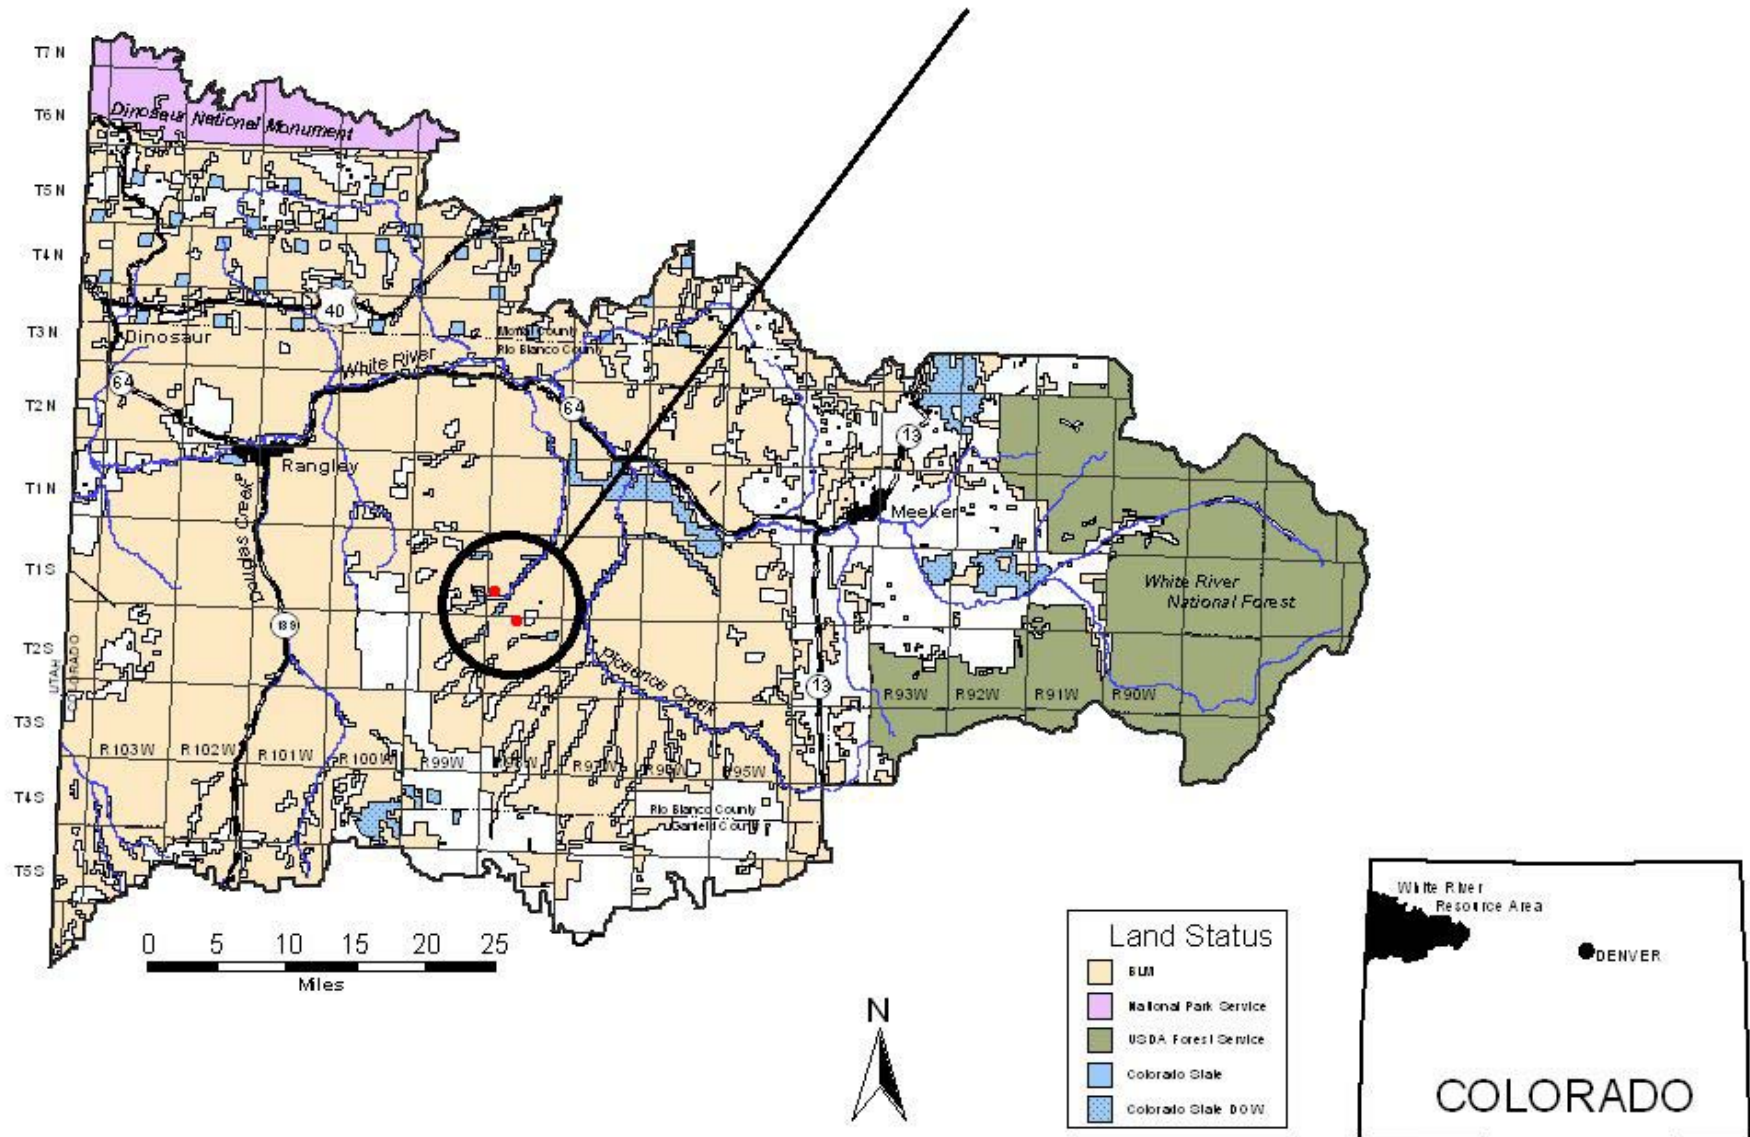 T7 N
T6 N
T5 N
T4 N
T3 N
T2 N
T1 N
T1 S
T2 S
T3 S
T4 S
T5 S
Dinosaur National Monument
40
Dinosaur
Moffat County
Rio Blanco County
White River
64
64
Rangley
13
Meeker
Douglas Creek
139
UTAH
COLORADO
Piceance Creek
13
White River
National Forest
R93W
R92W
R91W
R90W
R103W
R102W
R101W
R100W
R99W
R98W
R97W
R96W
R95W
Rio Blanco County
Garfield County
0 5 10 15 20 25
Miles
N
Land Status
BLM
National Park Service
USDA Forest Service
Colorado State
Colorado State DOW
White River
Resource Area
DENVER
COLORADO